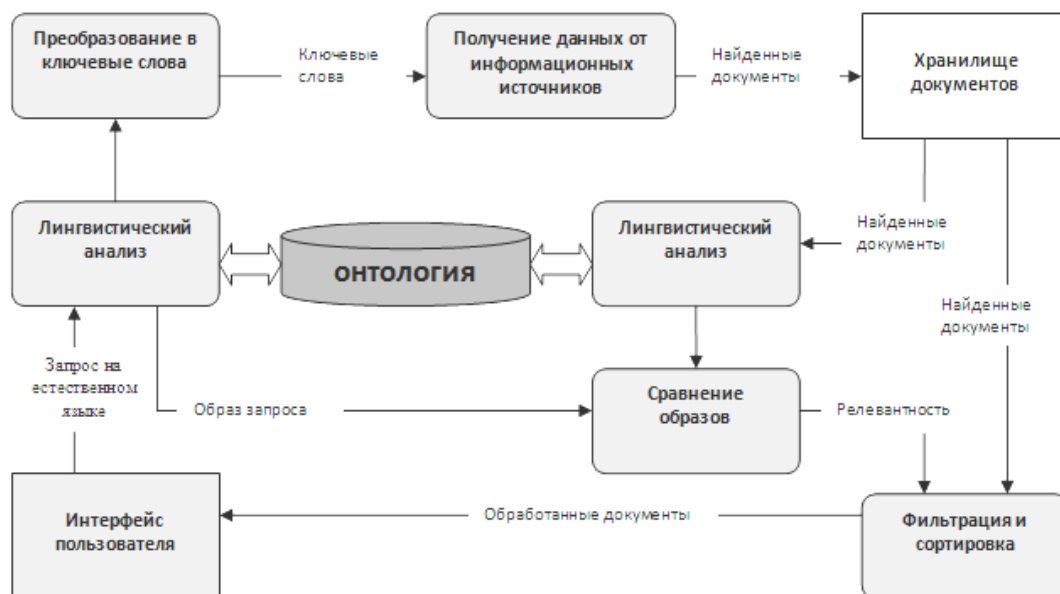 Преобразование в
ключевые слова
Ключевые
слова
Получение данных от
информационных
источников
Найденные
документы
Хранилище
документов
Лингвистический
анализ
ОНТОЛОГИЯ
Лингвистический
анализ
Найденные
документы
Найденные
документы
Запрос на
естественном
языке
Образ запроса
Сравнение
образов
Релевантность
Интерфейс
пользователя
Обработанные документы
Фильтрация и
сортировка